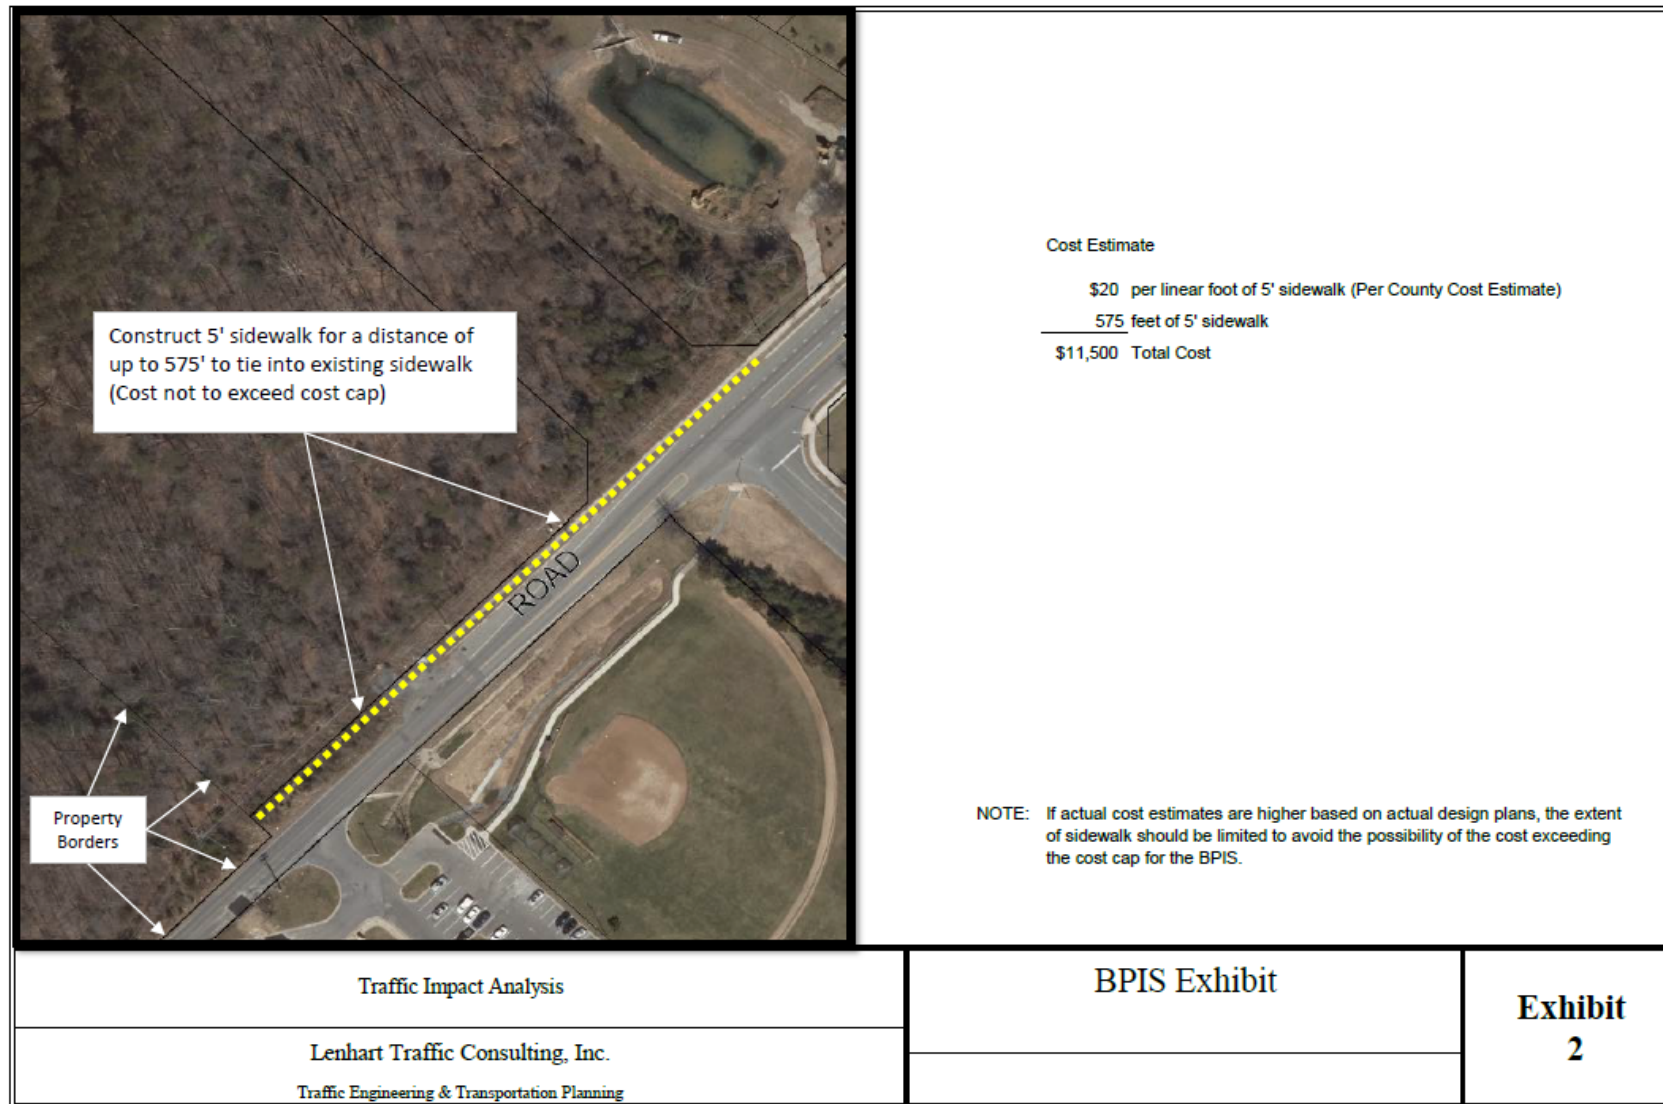 Construct 5' sidewalk for a distance of
up to 575' to tie into existing sidewalk
(Cost not to exceed cost cap)
ROAD
Property
Borders
Cost Estimate
$20 per linear foot of 5' sidewalk (Per County Cost Estimate)
575 feet of 5' sidewalk
$11,500 Total Cost
NOTE: If actual cost estimates are higher based on actual design plans, the extent
of sidewalk should be limited to avoid the possibility of the cost exceeding
the cost cap for the BPIS.
Traffic Impact Analysis
Lenhart Traffic Consulting, Inc.
Traffic Engineering & Transportation Planning
BPIS Exhibit
Exhibit
2